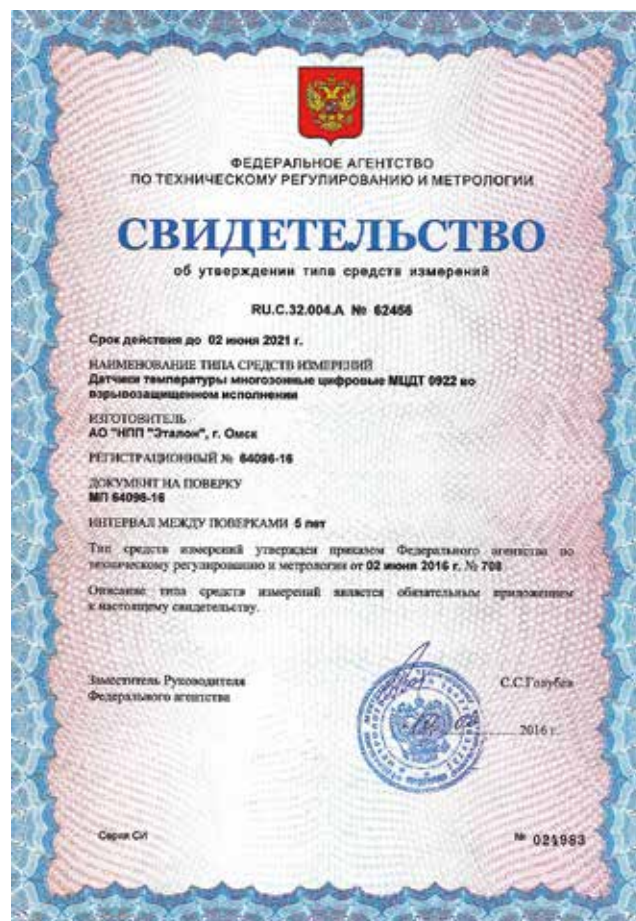 ФЕДЕРАЛЬНОЕ АГЕНТСТВО
ПО ТЕХНИЧЕСКОМУ РЕГУЛИРОВАНИЮ И МЕТРОЛОГИИ
СВИДЕТЕЛЬСТВО
об утверждении типа средств измерений
RU.C.32.004.A № 62456
Срок действия до 02 июня 2021 г.
НАИМЕНОВАНИЕ ТИПА СРЕДСТВ ИЗМЕРЕНИЙ
Датчики температуры многозонные цифровые МЦДТ 0922 во
взрывозащищенном исполнении
ИЗГОТОВИТЕЛЬ
АО "НПП "Эталон", г. Омск
РЕГИСТРАЦИОННЫЙ № 64096-16
ДОКУМЕНТ НА ПОВЕРКУ
МП 64096-16
ИНТЕРВАЛ МЕЖДУ ПОВЕРКАМИ 5 лет
Тип средств измерений утвержден приказом Федерального агентства по
техническому регулированию и метрологии от 02 июня 2016 г. № 708
Описание типа средств измерений является обязательным приложением
к настоящему свидетельству.
Заместитель Руководителя С.С.Голубев
Федерального агентства
2016 г.
Серия СИ № 024983